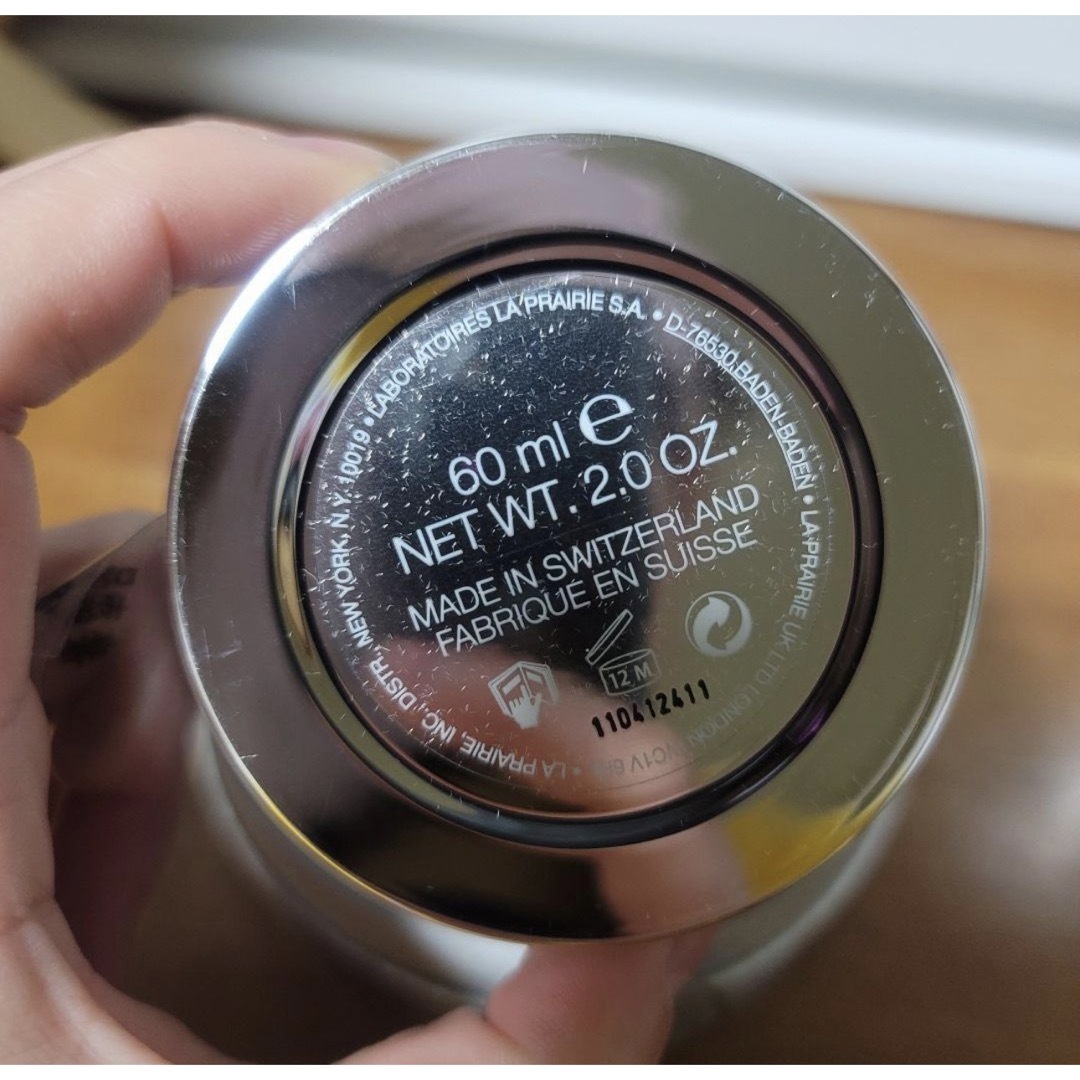 60 ml e
NET WT. 2.0 OZ.
MADE IN SWITZERLAND
FABRIQUE EN SUISSE
12 M
110412411
• LABORATOIRES LA PRAIRIE S.A. • D-76530 BADEN-BADEN • LA PRAIRIE UK LTD LONDON • LA PRAIRIE, INC., DISTR., NEW YORK, N.Y. 10019